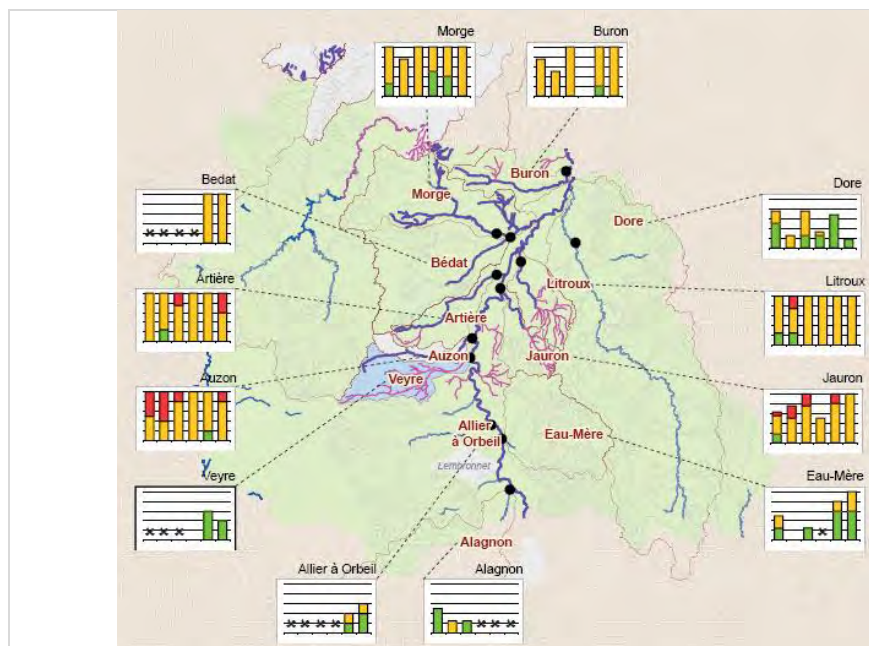 Morge
Buron
Bedat
Dore
Buron
Morge
Dore
Bédat
Artière
Litroux
Litroux
Artière
Auzon
Jauron
Auzon
Jauron
Veyre
Allier
à Orbeil
Eau-Mère
Veyre
Lembronnet
Eau-Mère
Alagnon
Allier à Orbeil
Alagnon